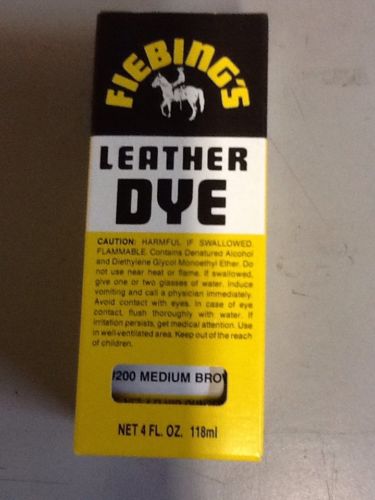 FIEBING'S
LEATHER
DYE
CAUTION: HARMFUL IF SWALLOWED.
FLAMMABLE. Contains Denatured Alcohol
and Diethylene Glycol Monoethyl Ether. Do
not use near heat or flame. If swallowed,
give one or two glasses of water. Induce
vomiting and call a physician immediately.
Avoid contact with eyes. In case of eye
contact, flush thoroughly with water. If
irritation persists, get medical attention. Use
in well-ventilated area. Keep out of the reach
of children.
#200 MEDIUM BRO
NET 4 FL. OZ. 118ml